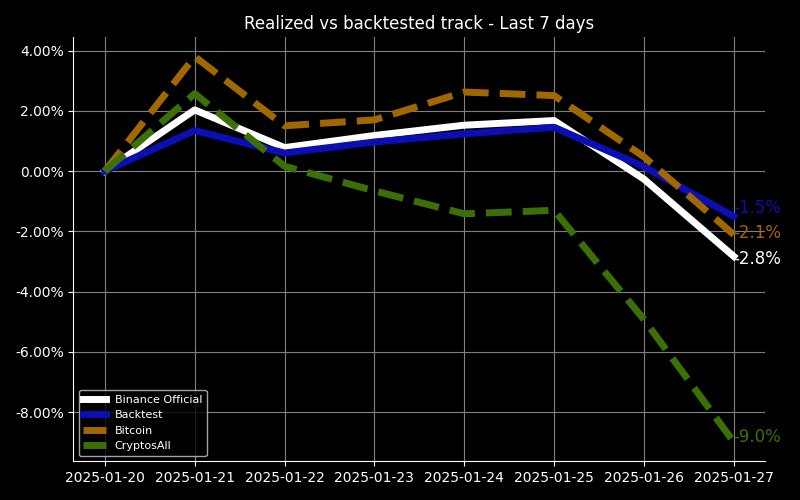 Realized vs backtested track - Last 7 days
4.00%
2.00%
0.00%
-2.00%
-4.00%
-6.00%
-8.00%
-1.5%
-2.1%
-2.8%
-9.0%
Binance Official
Backtest
Bitcoin
CryptosAll
2025-01-20 2025-01-21 2025-01-22 2025-01-23 2025-01-24 2025-01-25 2025-01-26 2025-01-27